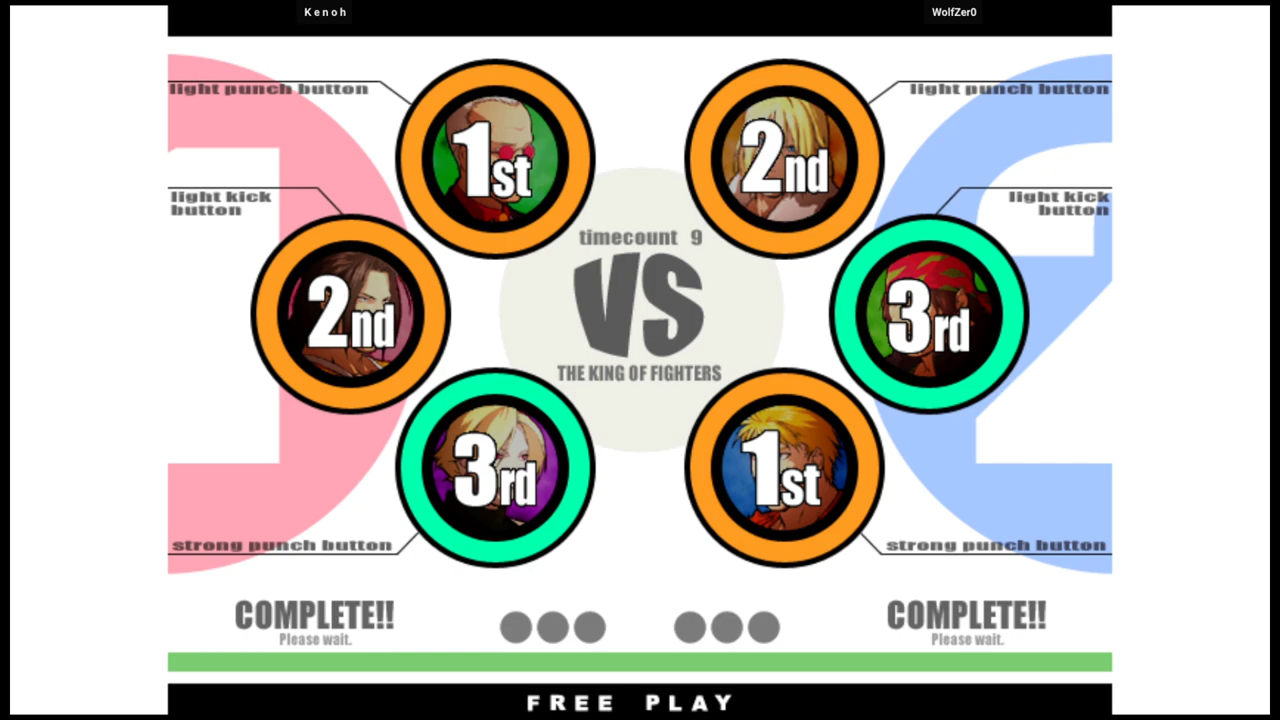 Kenoh
WolfZer0
light punch button
light punch button
1st
2nd
light kick
button
light kick
button
timecount 9
VS
THE KING OF FIGHTERS
2nd
3rd
3rd
1st
strong punch button
strong punch button
COMPLETE!!
Please wait.
COMPLETE!!
Please wait.
FREE PLAY